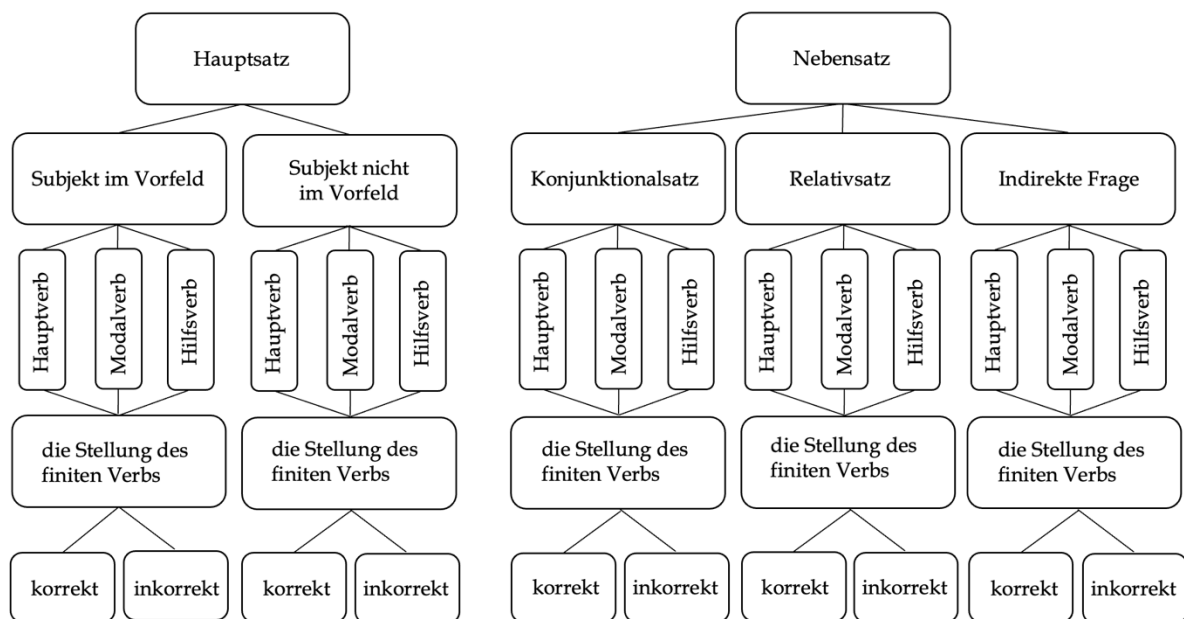 Hauptsatz
Nebensatz
Subjekt im Vorfeld
Subjekt nicht
im Vorfeld
Konjunktionalsatz
Relativsatz
Indirekte Frage
Hauptverb
Modalverb
Hilfsverb
Hauptverb
Modalverb
Hilfsverb
Hauptverb
Modalverb
Hilfsverb
Hauptverb
Modalverb
Hilfsverb
Hauptverb
Modalverb
Hilfsverb
die Stellung des
finiten Verbs
die Stellung des
finiten Verbs
die Stellung des
finiten Verbs
die Stellung des
finiten Verbs
die Stellung des
finiten Verbs
korrekt
inkorrekt
korrekt
inkorrekt
korrekt
inkorrekt
korrekt
inkorrekt
korrekt
inkorrekt